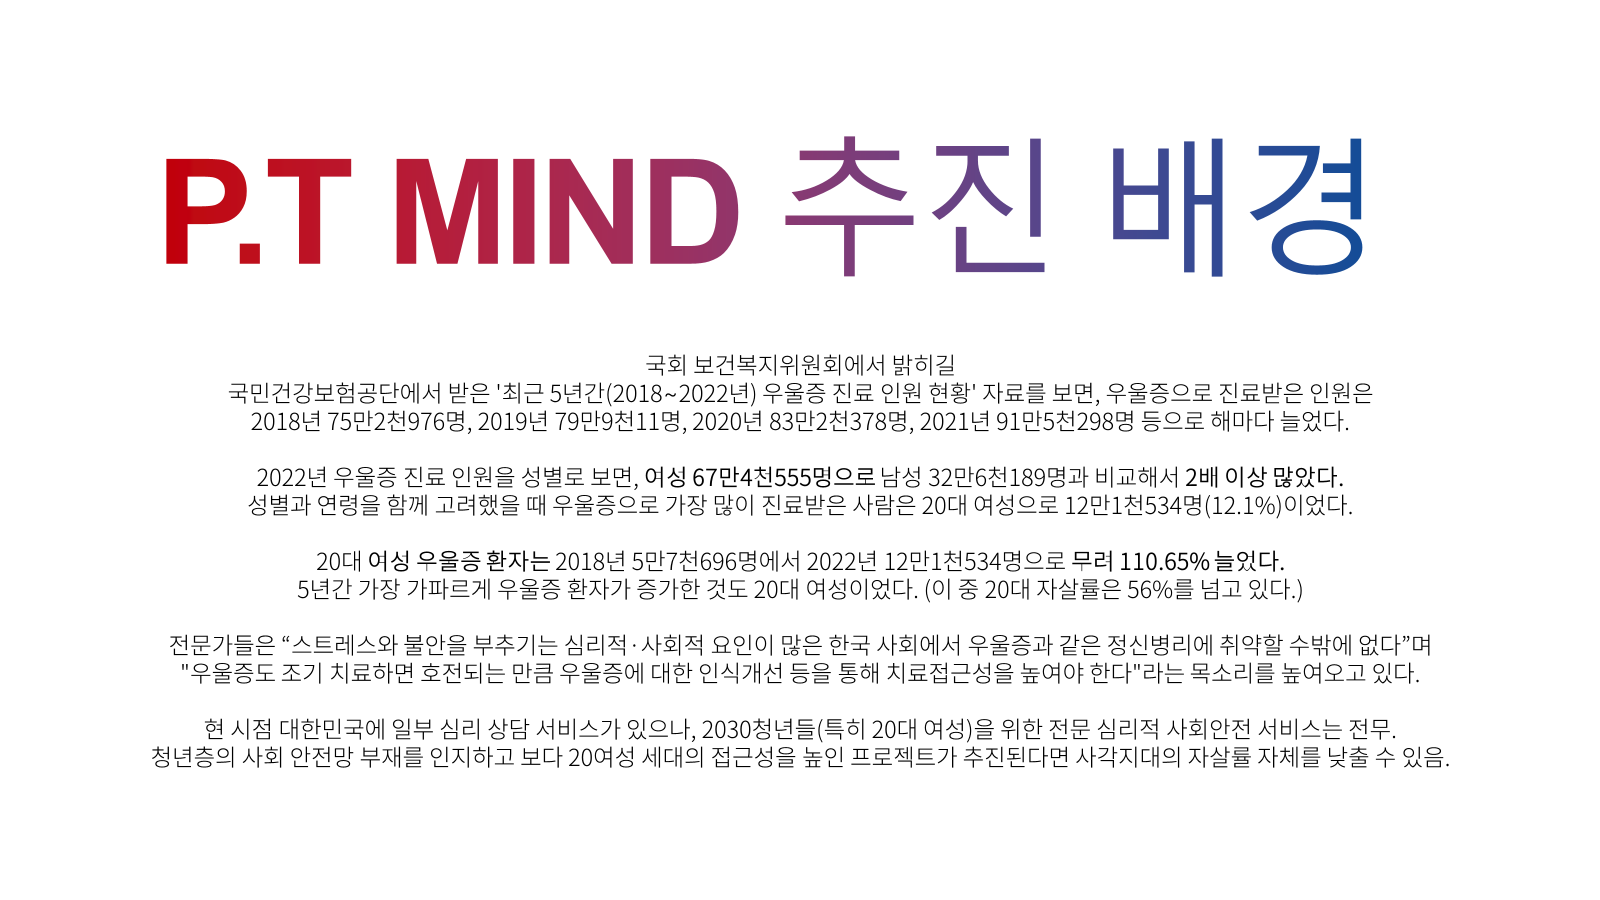 P.T MIND 추진 배경
국회 보건복지위원회에서 밝히길
국민건강보험공단에서 받은 '최근 5년간(2018~2022년) 우울증 진료 인원 현황' 자료를 보면, 우울증으로 진료받은 인원은
2018년 75만2천976명, 2019년 79만9천11명, 2020년 83만2천378명, 2021년 91만5천298명 등으로 해마다 늘었다.
2022년 우울증 진료 인원을 성별로 보면, 여성 67만4천555명으로 남성 32만6천189명과 비교해서 2배 이상 많았다.
성별과 연령을 함께 고려했을 때 우울증으로 가장 많이 진료받은 사람은 20대 여성으로 12만1천534명(12.1%)이었다.
20대 여성 우울증 환자는 2018년 5만7천696명에서 2022년 12만1천534명으로 무려 110.65% 늘었다.
5년간 가장 가파르게 우울증 환자가 증가한 것도 20대 여성이었다. (이 중 20대 자살률은 56%를 넘고 있다.)
전문가들은 “스트레스와 불안을 부추기는 심리적·사회적 요인이 많은 한국 사회에서 우울증과 같은 정신병리에 취약할 수밖에 없다”며
"우울증도 조기 치료하면 호전되는 만큼 우울증에 대한 인식개선 등을 통해 치료접근성을 높여야 한다"라는 목소리를 높여오고 있다.
현 시점 대한민국에 일부 심리 상담 서비스가 있으나, 2030청년들(특히 20대 여성)을 위한 전문 심리적 사회안전 서비스는 전무.
청년층의 사회 안전망 부재를 인지하고 보다 20여성 세대의 접근성을 높인 프로젝트가 추진된다면 사각지대의 자살률 자체를 낮출 수 있음.